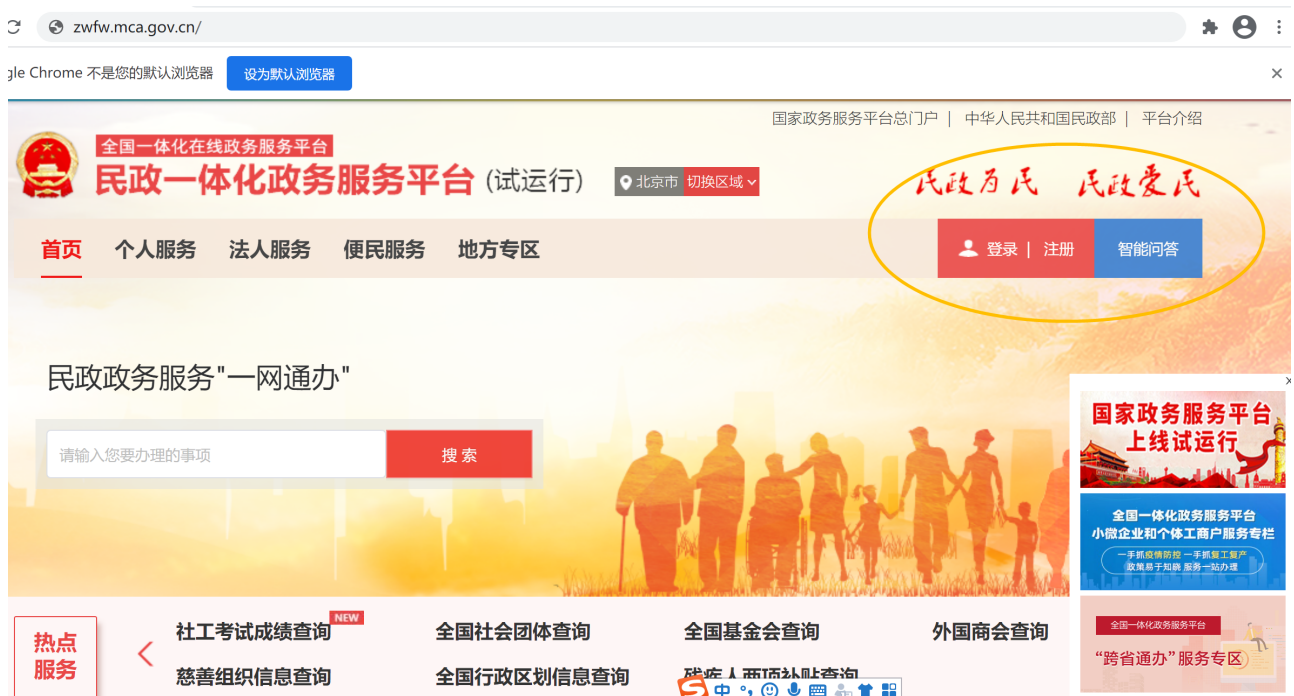 zwfw.mca.gov.cn/
gle Chrome 不是您的默认浏览器 设为默认浏览器
国家政务服务平台总门户 | 中华人民共和国民政部 | 平台介绍
全国一体化在线政务服务平台
民政一体化政务服务平台 (试运行) 北京市 切换区域
民政为民 民政爱民
首页 个人服务 法人服务 便民服务 地方专区 登录 | 注册 智能问答
民政政务服务"一网通办"
请输入您要办理的事项 搜索
国家政务服务平台
上线试运行
全国一体化政务服务平台
小微企业和个体工商户服务专栏
一手抓疫情防控 一手抓复工复产
政策易于知晓 服务一站办理
热点
服务
社工考试成绩查询 NEW 全国社会团体查询 全国基金会查询 外国商会查询
慈善组织信息查询 全国行政区划信息查询 残疾人两项补贴查询
全国一体化政务服务平台
“跨省通办”服务专区
中